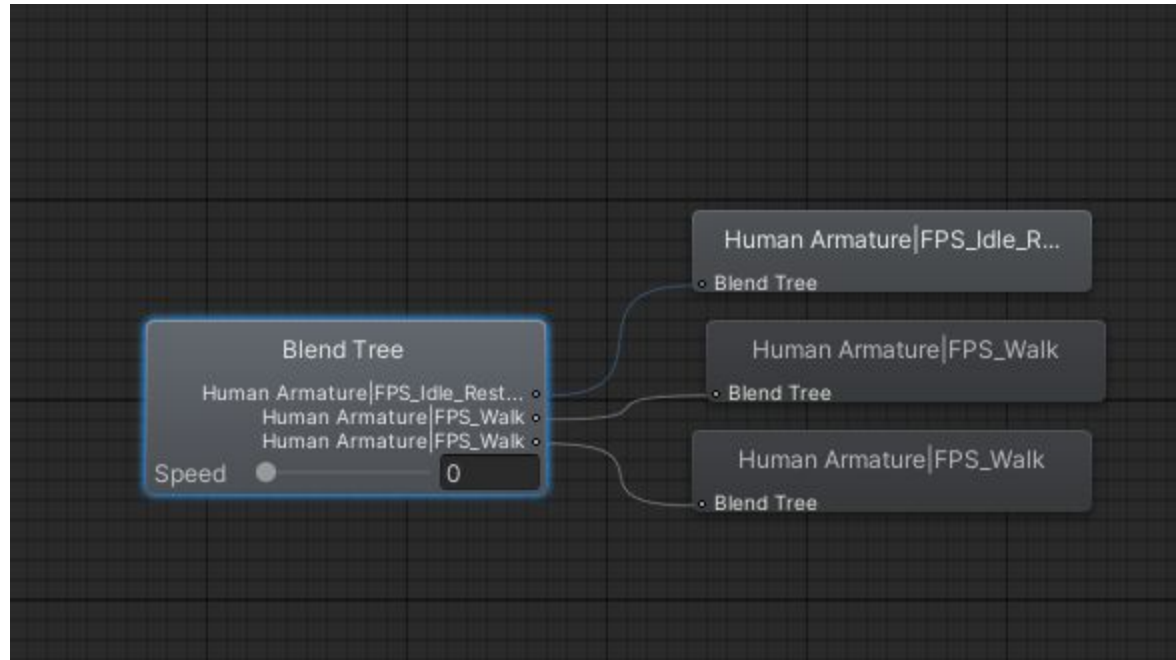 Human Armature|FPS_Idle_R...
Blend Tree
Blend Tree
Human Armature|FPS_Idle_Rest...
Human Armature|FPS_Walk
Human Armature|FPS_Walk
Speed 0
Human Armature|FPS_Walk
Blend Tree
Human Armature|FPS_Walk
Blend Tree